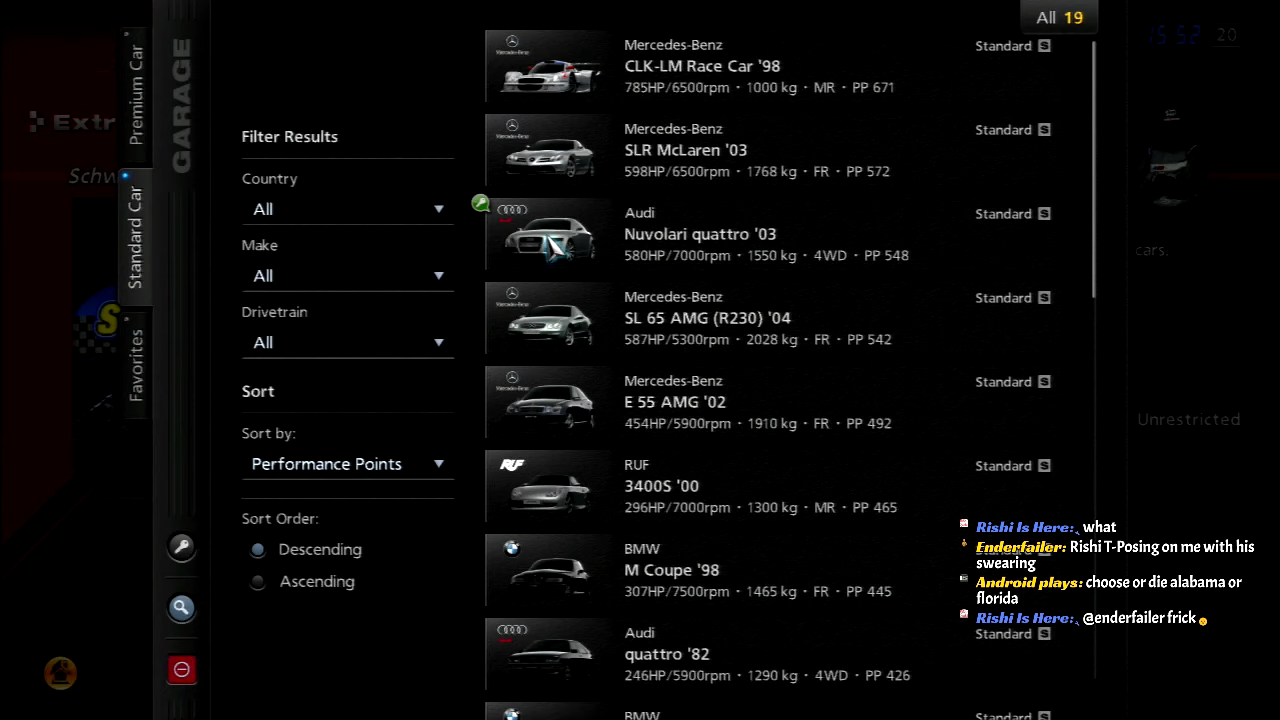 All 19
15:52 20
Premium Car
Standard Car
Favorites
GARAGE
Extr
Schw
S
Filter Results
Country
All
Make
All
Drivetrain
All
Sort
Sort by:
Performance Points
Sort Order:
Descending
Ascending
Mercedes-Benz
CLK-LM Race Car '98
785HP/6500rpm · 1000 kg · MR · PP 671
Standard S
Mercedes-Benz
SLR McLaren '03
598HP/6500rpm · 1768 kg · FR · PP 572
Standard S
Audi
Nuvolari quattro '03
580HP/7000rpm · 1550 kg · 4WD · PP 548
Standard S
Mercedes-Benz
SL 65 AMG (R230) '04
587HP/5300rpm · 2028 kg · FR · PP 542
Standard S
Mercedes-Benz
E 55 AMG '02
454HP/5900rpm · 1910 kg · FR · PP 492
Standard S
RUF
RUF
3400S '00
296HP/7000rpm · 1300 kg · MR · PP 465
Standard S
BMW
M Coupe '98
307HP/7500rpm · 1465 kg · FR · PP 445
Standard S
Audi
quattro '82
246HP/5900rpm · 1290 kg · 4WD · PP 426
Standard S
BMW
Standard S
cars.
Unrestricted
Rishi Is Here: what
Enderfailer: Rishi T-Posing on me with his
swearing
Android plays: choose or die alabama or
florida
Rishi Is Here: @enderfailer frick